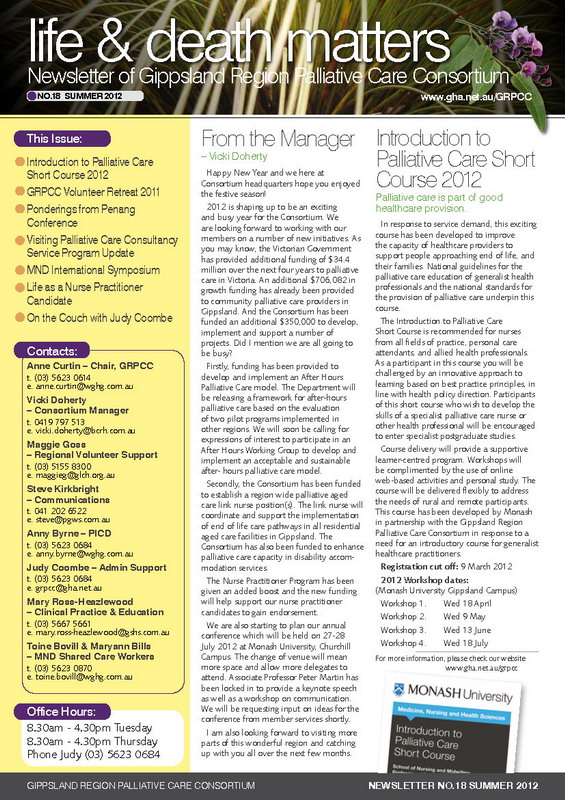 life & death matters
Newsletter of Gippsland Region Palliative Care Consortium
NO.18 SUMMER 2012
www.gha.net.au/GRPCC
This Issue:
Introduction to Palliative Care
Short Course 2012
GRPCC Volunteer Retreat 2011
Ponderings from Penang
Conference
Visiting Palliative Care Consultancy
Service Program Update
MND International Symposium
Life as a Nurse Practitioner
Candidate
On the Couch with Judy Coombe
Contacts:
Anne Curtin – Chair, GRPCC
t. (03) 5623 0614
e. anne.curtin@wghg.com.au
Vicki Doherty
– Consortium Manager
t. 0419 797 513
e. vicki.doherty@bcrh.com.au
Maggie Goss
– Regional Volunteer Support
t. (03) 5155 8300
e. maggieg@glch.org.au
Steve Kirkbright
– Communications
t. 041 202 6522
e. steve@pgws.com.au
Anny Byrne – PICD
t. (03) 5623 0684
e. anny.byrne@wghg.com.au
Judy Coombe – Admin Support
t. (03) 5623 0684
e. grpcc@gha.net.au
Mary Ross-Heazlewood
– Clinical Practice & Education
t. (03) 5667 5661
e. mary.ross-heazlewood@gshs.com.au
Toine Bovill & Maryann Bills
– MND Shared Care Workers
t. (03) 5623 0870
e. toine.bovill@wghg.com.au
Office Hours:
8.30am - 4.30pm Tuesday
8.30am - 4.30pm Thursday
Phone Judy (03) 5623 0684
From the Manager
– Vicki Doherty
Happy New Year and we here at
Consortium headquarters hope you enjoyed
the festive season!
2012 is shaping up to be an exciting
and busy year for the Consortium. We
are looking forward to working with our
members on a number of new initiatives. As
you may know, the Victorian Government
has provided additional funding of $34.4
million over the next four years to palliative
care in Victoria. An additional $706,082 in
growth funding has already been provided
to community palliative care providers in
Gippsland. And the Consortium has been
funded an additional $350,000 to develop,
implement and support a number of
projects. Did I mention we are all going to
be busy?
Firstly, funding has been provided to
develop and implement an After Hours
Palliative Care model. The Department will
be releasing a framework for after-hours
palliative care based on the evaluation
of two pilot programs implemented in
other regions. We will soon be calling for
expressions of interest to participate in an
After Hours Working Group to develop and
implement an acceptable and sustainable
after- hours palliative care model.
Secondly, the Consortium has been funded
to establish a region wide palliative aged
care link nurse position(s). The link nurse will
coordinate and support the implementation
of end of life care pathways in all residential
aged care facilities in Gippsland. The
Consortium has also been funded to enhance
palliative care capacity in disability accom-
modation services.
The Nurse Practitioner Program has been
given an added boost and the new funding
will help support our nurse practitioner
candidates to gain endorsement.
We are also starting to plan our annual
conference which will be held on 27-28
July 2012 at Monash University, Churchill
Campus. The change of venue will mean
more space and allow more delegates to
attend. Associate Professor Peter Martin has
been locked in to provide a keynote speech
as well as a workshop on communication.
We will be requesting input on ideas for the
conference from member services shortly.
I am also looking forward to visiting more
parts of this wonderful region and catching
up with you all over the next few months.
Introduction to
Palliative Care Short
Course 2012
Palliative care is part of good
healthcare provision.
In response to service demand, this exciting
course has been developed to improve
the capacity of healthcare providers to
support people approaching end of life, and
their families. National guidelines for the
palliative care education of generalist health
professionals and the national standards for
the provision of palliative care underpin this
course.
The Introduction to Palliative Care
Short Course is recommended for nurses
from all fields of practice, personal care
attendants, and allied health professionals.
As a participant in this course you will be
challenged by an innovative approach to
learning based on best practice principles, in
line with health policy direction. Participants
of this short course who wish to develop the
skills of a specialist palliative care nurse or
other health professional will be encouraged
to enter specialist postgraduate studies.
Course delivery will provide a supportive
learner-centred program. Workshops will
be complimented by the use of online
web-based activities and personal study. The
course will be delivered flexibly to address
the needs of rural and remote participants.
This course has been developed by Monash
in partnership with the Gippsland Region
Palliative Care Consortium in response to a
need for an introductory course for generalist
healthcare practitioners.
Registration cut off: 9 March 2012
2012 Workshop dates:
(Monash University Gippsland Campus)
Workshop 1. Wed 18 April
Workshop 2. Wed 9 May
Workshop 3. Wed 13 June
Workshop 4. Wed 18 July
For more information, please check our website
www.gha.net.au/grpcc
MONASH University
Medicine, Nursing and Health Sciences
Introduction to
Palliative Care
Short Course
School of Nursing and Midwifery
GIPPSLAND REGION PALLIATIVE CARE CONSORTIUM
NEWSLETTER NO.18 SUMMER 2012